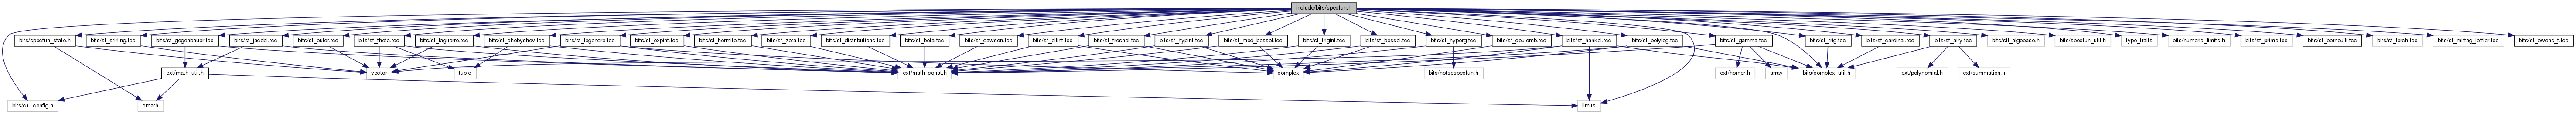 include/bits/specfun.h
bits/specfun_state.h
bits/sf_stirling.tcc
bits/sf_gegenbauer.tcc
bits/sf_jacobi.tcc
bits/sf_euler.tcc
bits/sf_theta.tcc
bits/sf_laguerre.tcc
bits/sf_chebyshev.tcc
bits/sf_legendre.tcc
bits/sf_expint.tcc
bits/sf_hermite.tcc
bits/sf_zeta.tcc
bits/sf_distributions.tcc
bits/sf_beta.tcc
bits/sf_dawson.tcc
bits/sf_ellint.tcc
bits/sf_fresnel.tcc
bits/sf_hypint.tcc
bits/sf_mod_bessel.tcc
bits/sf_trigint.tcc
bits/sf_bessel.tcc
bits/sf_hyperg.tcc
bits/sf_coulomb.tcc
bits/sf_hankel.tcc
bits/sf_polylog.tcc
bits/sf_gamma.tcc
bits/sf_trig.tcc
bits/sf_cardinal.tcc
bits/sf_airy.tcc
bits/stl_algobase.h
bits/specfun_util.h
type_traits
bits/numeric_limits.h
bits/sf_prime.tcc
bits/sf_bernoulli.tcc
bits/sf_lerch.tcc
bits/sf_mittag_leffler.tcc
bits/sf_owens_t.tcc
ext/math_util.h
vector
tuple
ext/math_const.h
complex
bits/notsospecfun.h
ext/horner.h
array
bits/complex_util.h
ext/polynomial.h
ext/summation.h
bits/c++config.h
cmath
limits